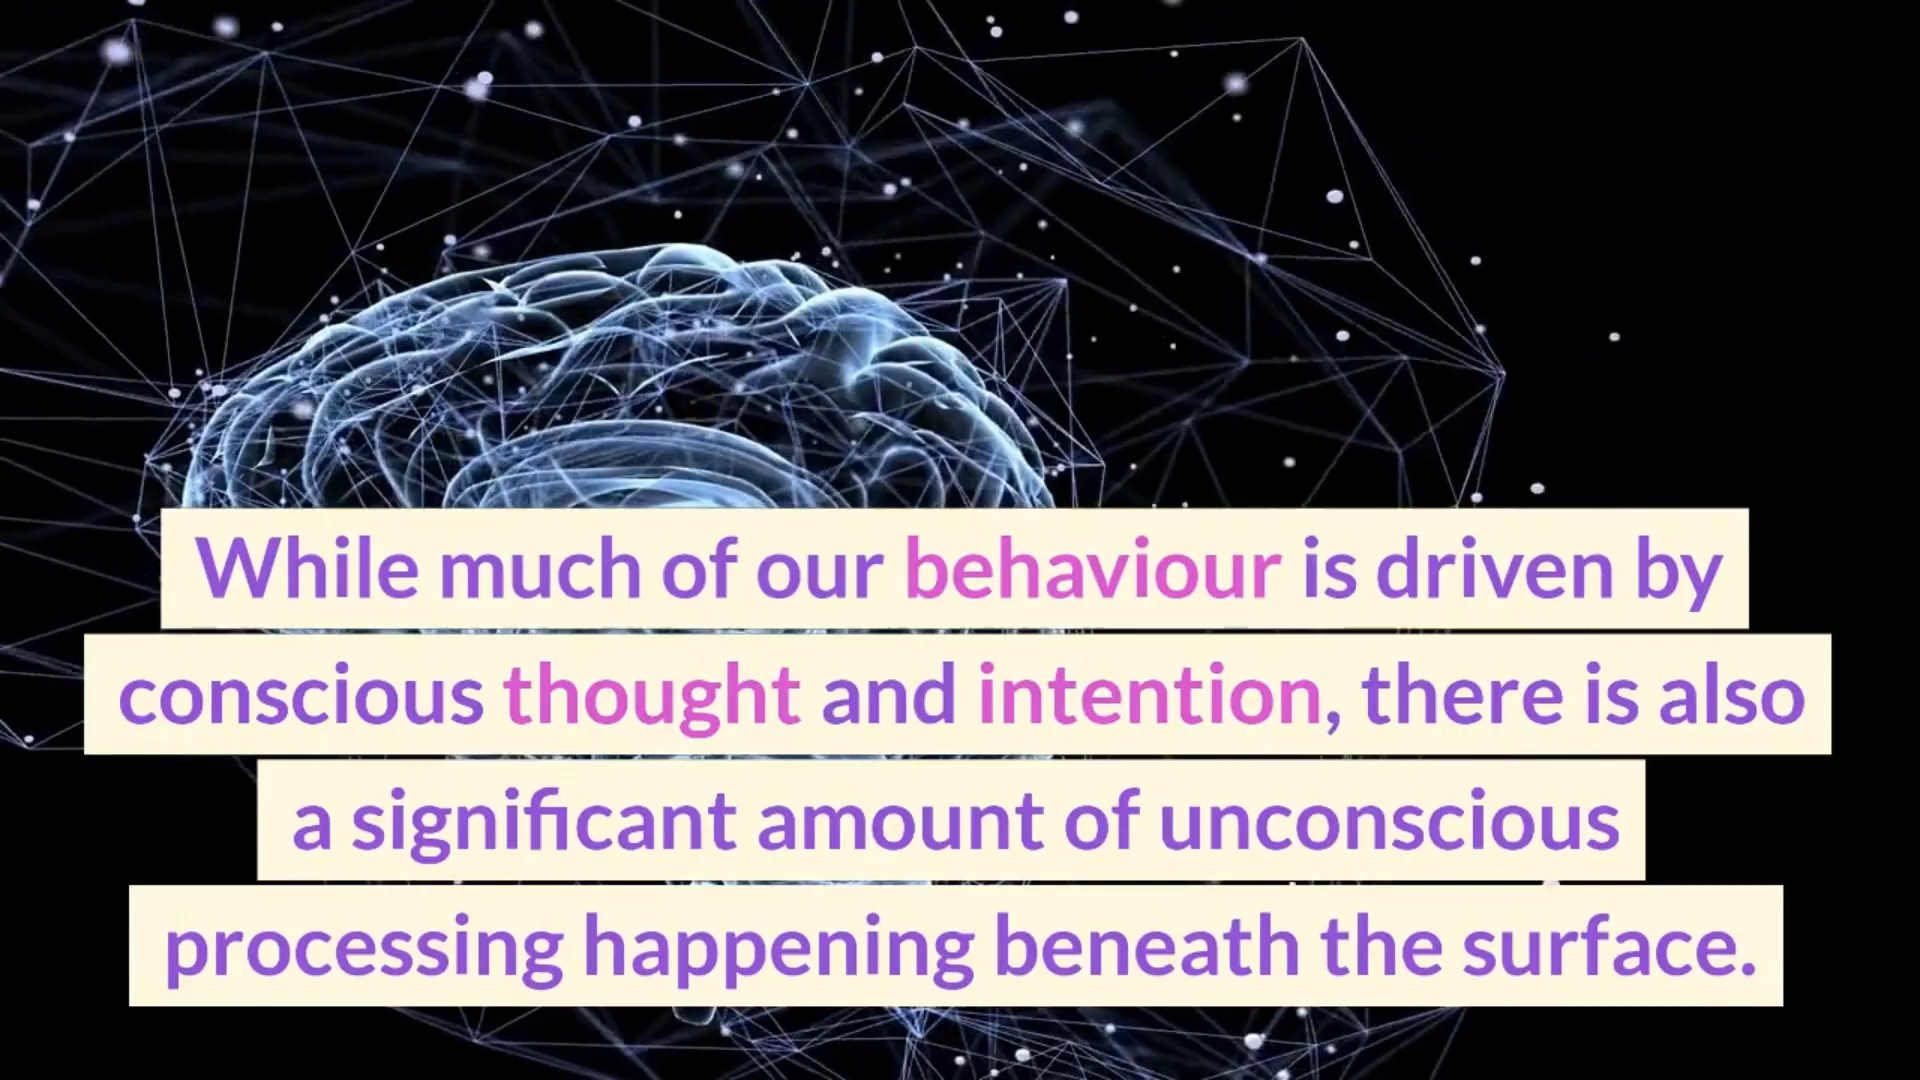 While much of our behaviour is driven by
conscious thought and intention, there is also
a significant amount of unconscious
processing happening beneath the surface.